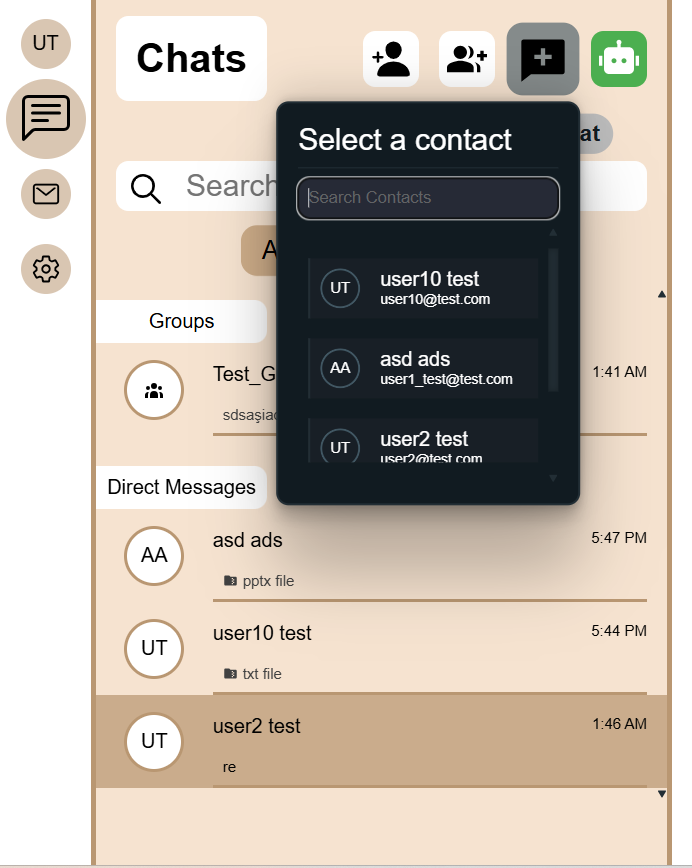 UT
Chats
Select a contact
at
Search
Search Contacts
A
UT
user10 test
user10@test.com
AA
asd ads
user1_test@test.com
UT
user2 test
user2@test.com
Groups
Test_G
1:41 AM
sdsaşiad
Direct Messages
AA
asd ads
5:47 PM
pptx file
UT
user10 test
5:44 PM
txt file
UT
user2 test
1:46 AM
re